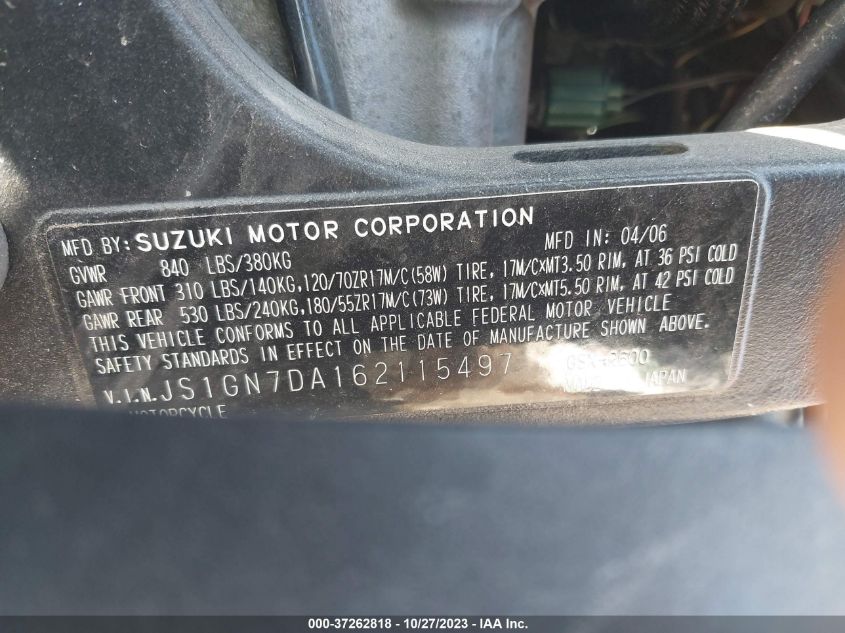 MFD BY: SUZUKI MOTOR CORPORATION MFD IN: 04/06
GVWR 840 LBS/380KG
GAWR FRONT 310 LBS/140KG,120/70ZR17M/C(58W) TIRE, 17M/CxMT3.50 RIM, AT 36 PSI COLD
GAWR REAR 530 LBS/240KG,180/55ZR17M/C(73W) TIRE, 17M/CxMT5.50 RIM, AT 42 PSI COLD
THIS VEHICLE CONFORMS TO ALL APPLICABLE FEDERAL MOTOR VEHICLE
SAFETY STANDARDS IN EFFECT ON THE DATE OF MANUFACTURE SHOWN ABOVE.
V.I.N. JS1GN7DA162115497
JAPAN
MOTORCYCLE
000-37262818 - 10/27/2023 - IAA Inc.